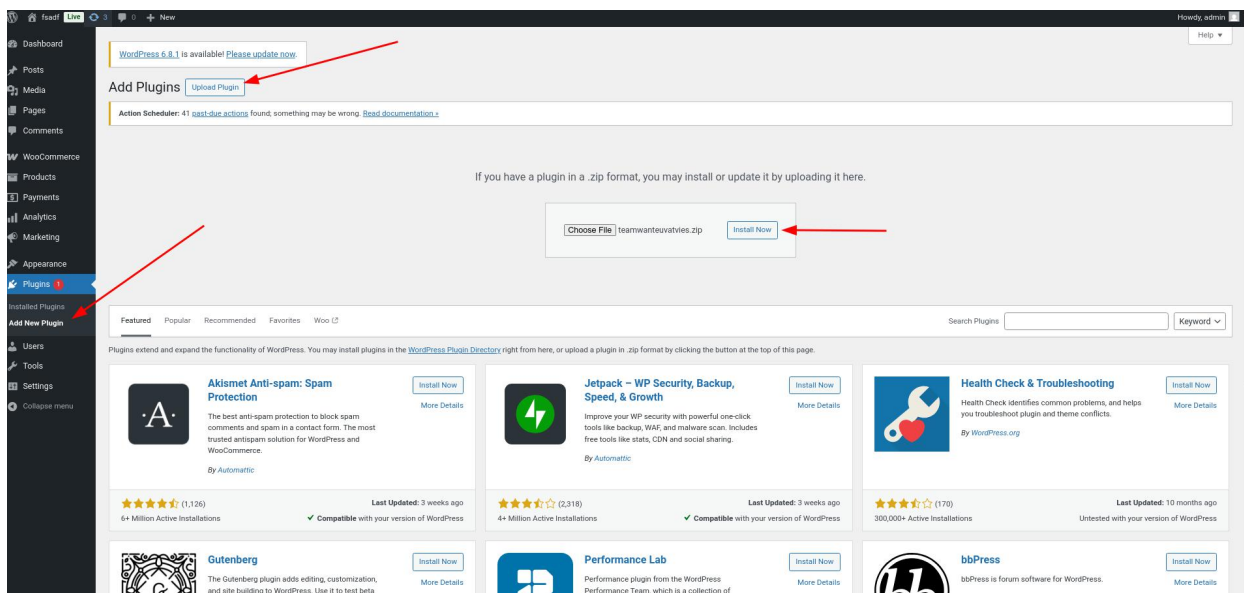 fsadf Live 3 0 + New
Howdy, admin
Help ▼
Dashboard
Posts
Media
Pages
Comments
WooCommerce
Products
Payments
Analytics
Marketing
Appearance
Plugins 1
Installed Plugins
Add New Plugin
Users
Tools
Settings
Collapse menu
WordPress 6.8.1 is available! Please update now.
Add Plugins Upload Plugin
Action Scheduler: 41 past-due actions found; something may be wrong. Read documentation »
If you have a plugin in a .zip format, you may install or update it by uploading it here.
Choose File teamwanteuvatvies.zip Install Now
Featured Popular Recommended Favorites Woo
Search Plugins Keyword
Plugins extend and expand the functionality of WordPress. You may install plugins in the WordPress Plugin Directory right from here, or upload a plugin in .zip format by clicking the button at the top of this page.
·A·
Akismet Anti-spam: Spam
Protection
Install Now
More Details
The best anti-spam protection to block spam
comments and spam in a contact form. The most
trusted antispam solution for WordPress and
WooCommerce.
By Automattic
(1,126)
6+ Million Active Installations
Last Updated: 3 weeks ago
✔ Compatible with your version of WordPress
Jetpack – WP Security, Backup,
Speed, & Growth
Install Now
More Details
Improve your WP security with powerful one-click
tools like backup, WAF, and malware scan. Includes
free tools like stats, CDN and social sharing.
By Automattic
(2,318)
4+ Million Active Installations
Last Updated: 3 weeks ago
✔ Compatible with your version of WordPress
Health Check & Troubleshooting
Install Now
More Details
Health Check identifies common problems, and helps
you troubleshoot plugin and theme conflicts.
By WordPress.org
(170)
300,000+ Active Installations
Last Updated: 10 months ago
Untested with your version of WordPress
Gutenberg
Install Now
More Details
The Gutenberg plugin adds editing, customization,
and site building to WordPress. Use it to test beta
Performance Lab
Install Now
More Details
Performance plugin from the WordPress
Performance Team, which is a collection of
bb
bbPress
Install Now
More Details
bbPress is forum software for WordPress.